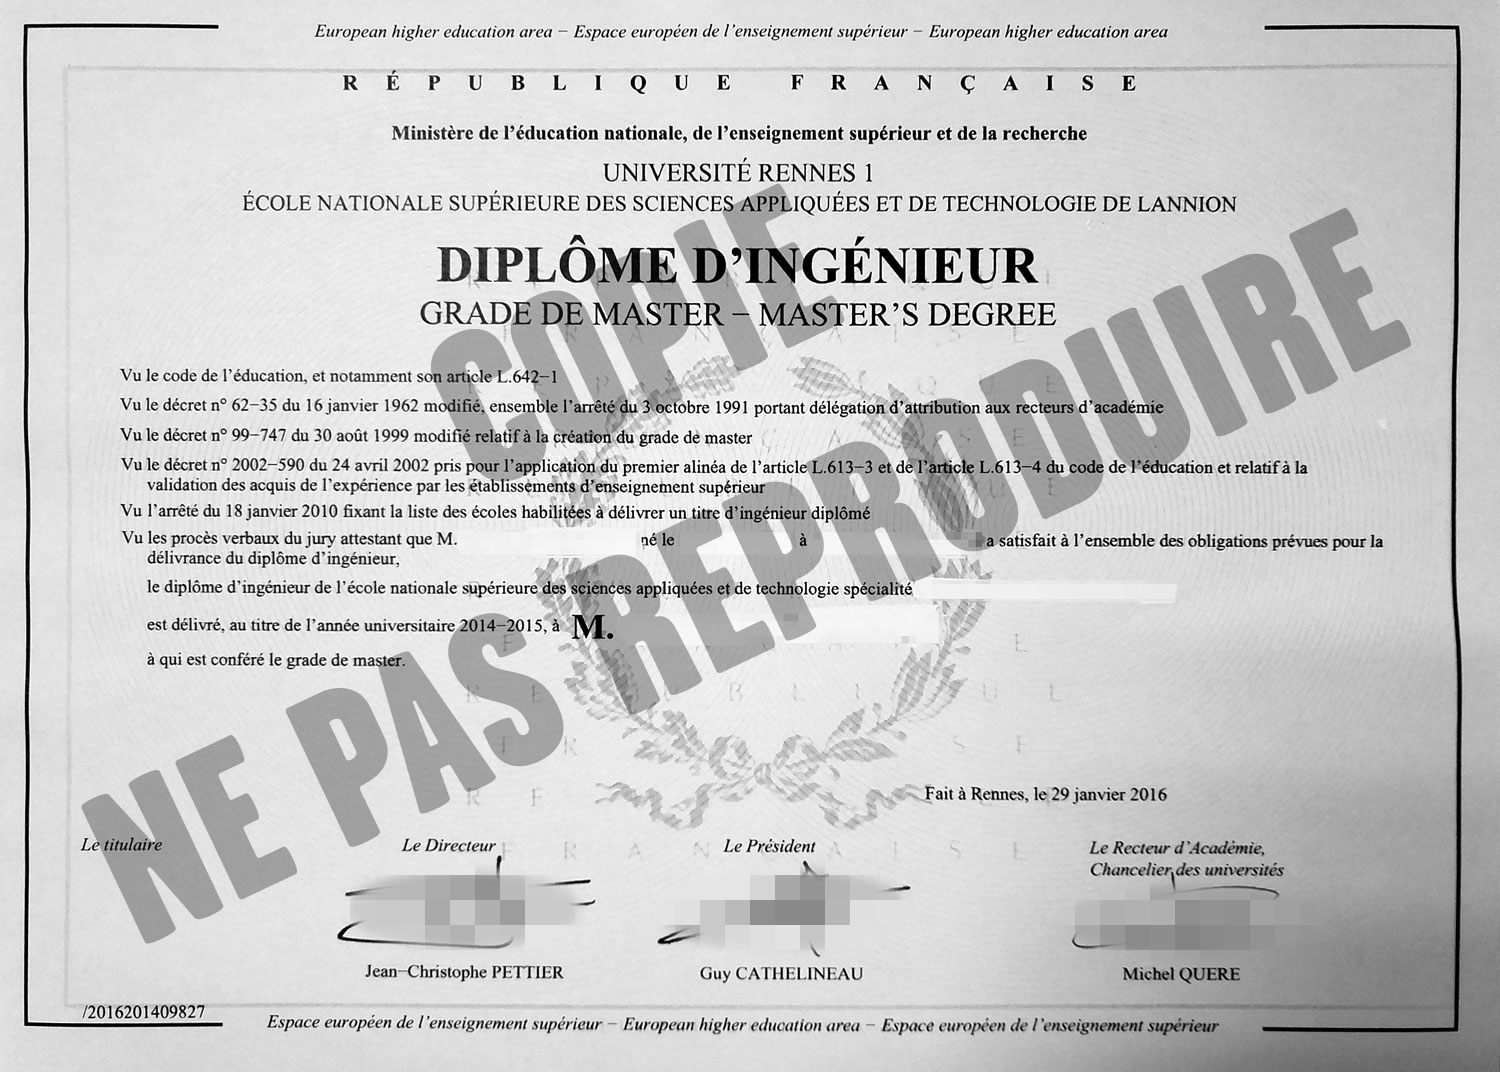 European higher education area – Espace européen de l'enseignement supérieur – European higher education area
RÉPUBLIQUE FRANÇAISE
Ministère de l'éducation nationale, de l'enseignement supérieur et de la recherche
UNIVERSITÉ RENNES 1
ÉCOLE NATIONALE SUPÉRIEURE DES SCIENCES APPLIQUÉES ET DE TECHNOLOGIE DE LANNION
DIPLÔME D'INGÉNIEUR
GRADE DE MASTER – MASTER'S DEGREE
COPIE
NE PAS REPRODUIRE
Vu le code de l'éducation, et notamment son article L.642–1
Vu le décret n° 62–35 du 16 janvier 1962 modifié, ensemble l'arrêté du 3 octobre 1991 portant délégation d'attribution aux recteurs d'académie
Vu le décret n° 99–747 du 30 août 1999 modifié relatif à la création du grade de master
Vu le décret n° 2002–590 du 24 avril 2002 pris pour l'application du premier alinéa de l'article L.613–3 et de l'article L.613–4 du code de l'éducation et relatif à la
validation des acquis de l'expérience par les établissements d'enseignement supérieur
Vu l'arrêté du 18 janvier 2010 fixant la liste des écoles habilitées à délivrer un titre d'ingénieur diplômé
Vu les procès verbaux du jury attestant que M. né le à a satisfait à l'ensemble des obligations prévues pour la
délivrance du diplôme d'ingénieur,
le diplôme d'ingénieur de l'école nationale supérieure des sciences appliquées et de technologie spécialité
est délivré, au titre de l'année universitaire 2014–2015, à M.
à qui est conféré le grade de master.
Fait à Rennes, le 29 janvier 2016
Le titulaire
Le Directeur
Le Président
Le Recteur d'Académie,
Chancelier des universités
Jean–Christophe PETTIER
Guy CATHELINEAU
Michel QUERE
/2016201409827
Espace européen de l'enseignement supérieur – European higher education area – Espace européen de l'enseignement supérieur